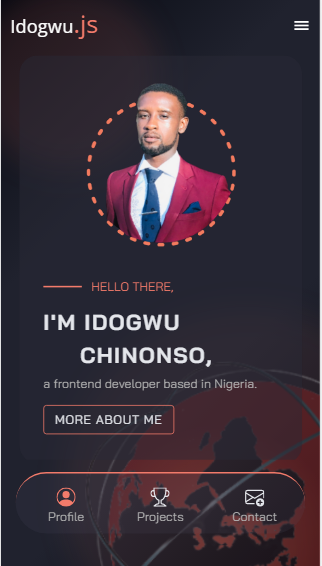 Idogwu.js
HELLO THERE,
I'M IDOGWU
CHINONSO,
a frontend developer based in Nigeria.
MORE ABOUT ME
Profile Projects Contact